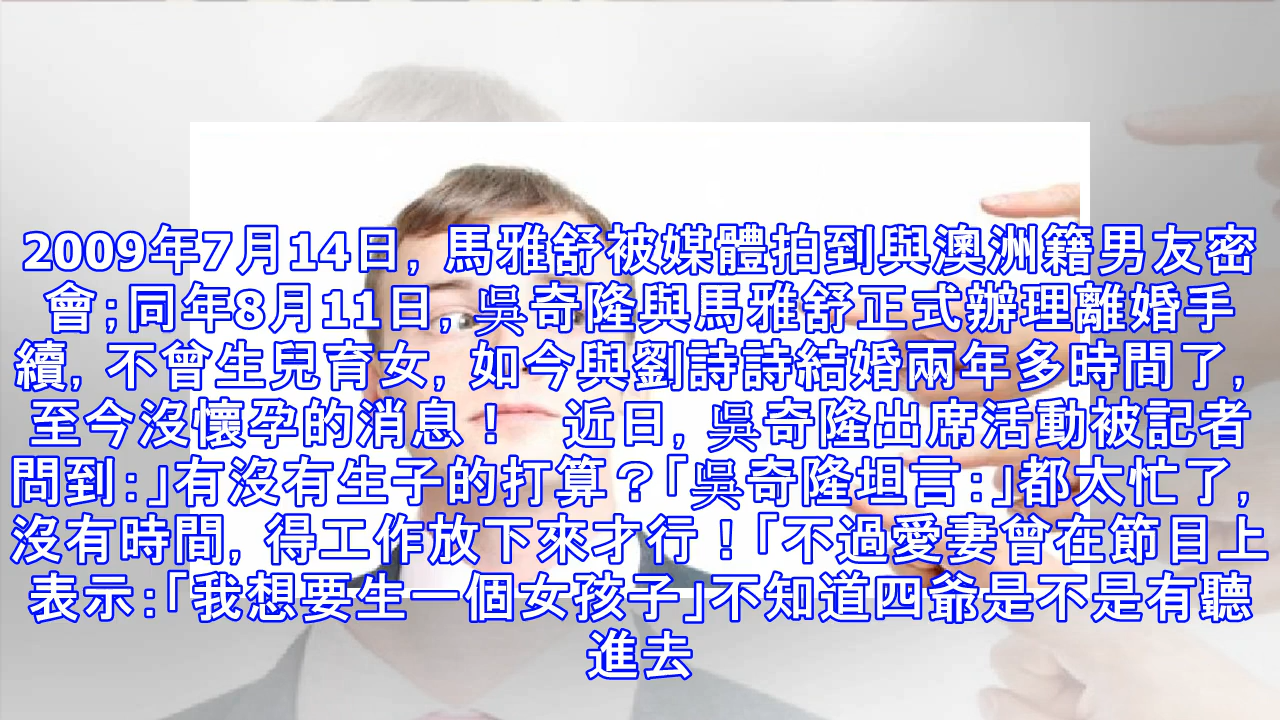 2009年7月14日, 馬雅舒被媒體拍到與澳洲籍男友密
會;同年8月11日, 吳奇隆與馬雅舒正式辦理離婚手
續, 不曾生兒育女, 如今與劉詩詩結婚兩年多時間了,
至今沒懷孕的消息！　近日, 吳奇隆出席活動被記者
問到:」有沒有生子的打算？「吳奇隆坦言:」都太忙了,
沒有時間, 得工作放下來才行！「不過愛妻曾在節目上
表示:「我想要生一個女孩子」不知道四爺是不是有聽
進去